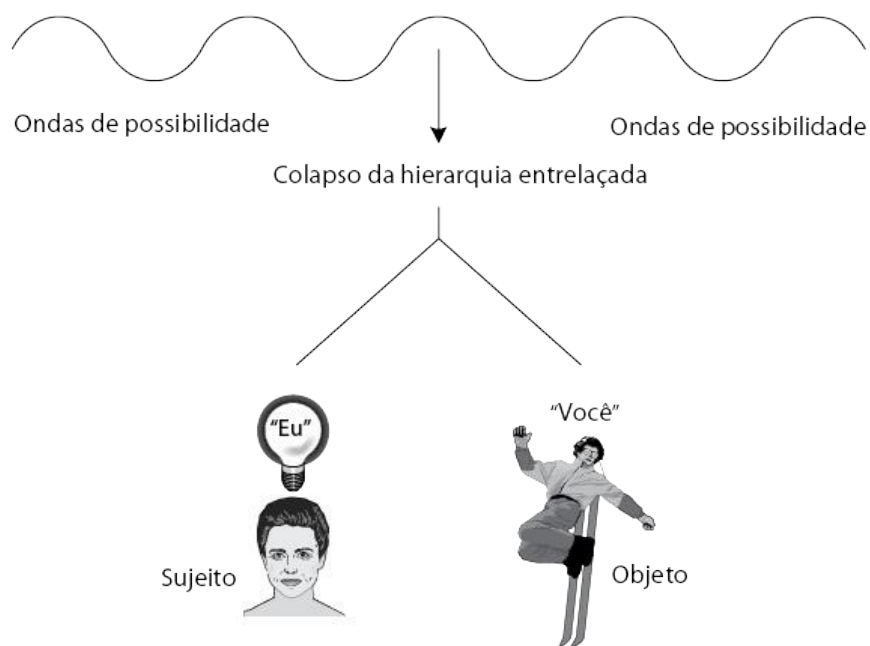 Ondas de possibilidade
Ondas de possibilidade
Colapso da hierarquia entrelaçada
“Eu”
“Você”
Sujeito
Objeto